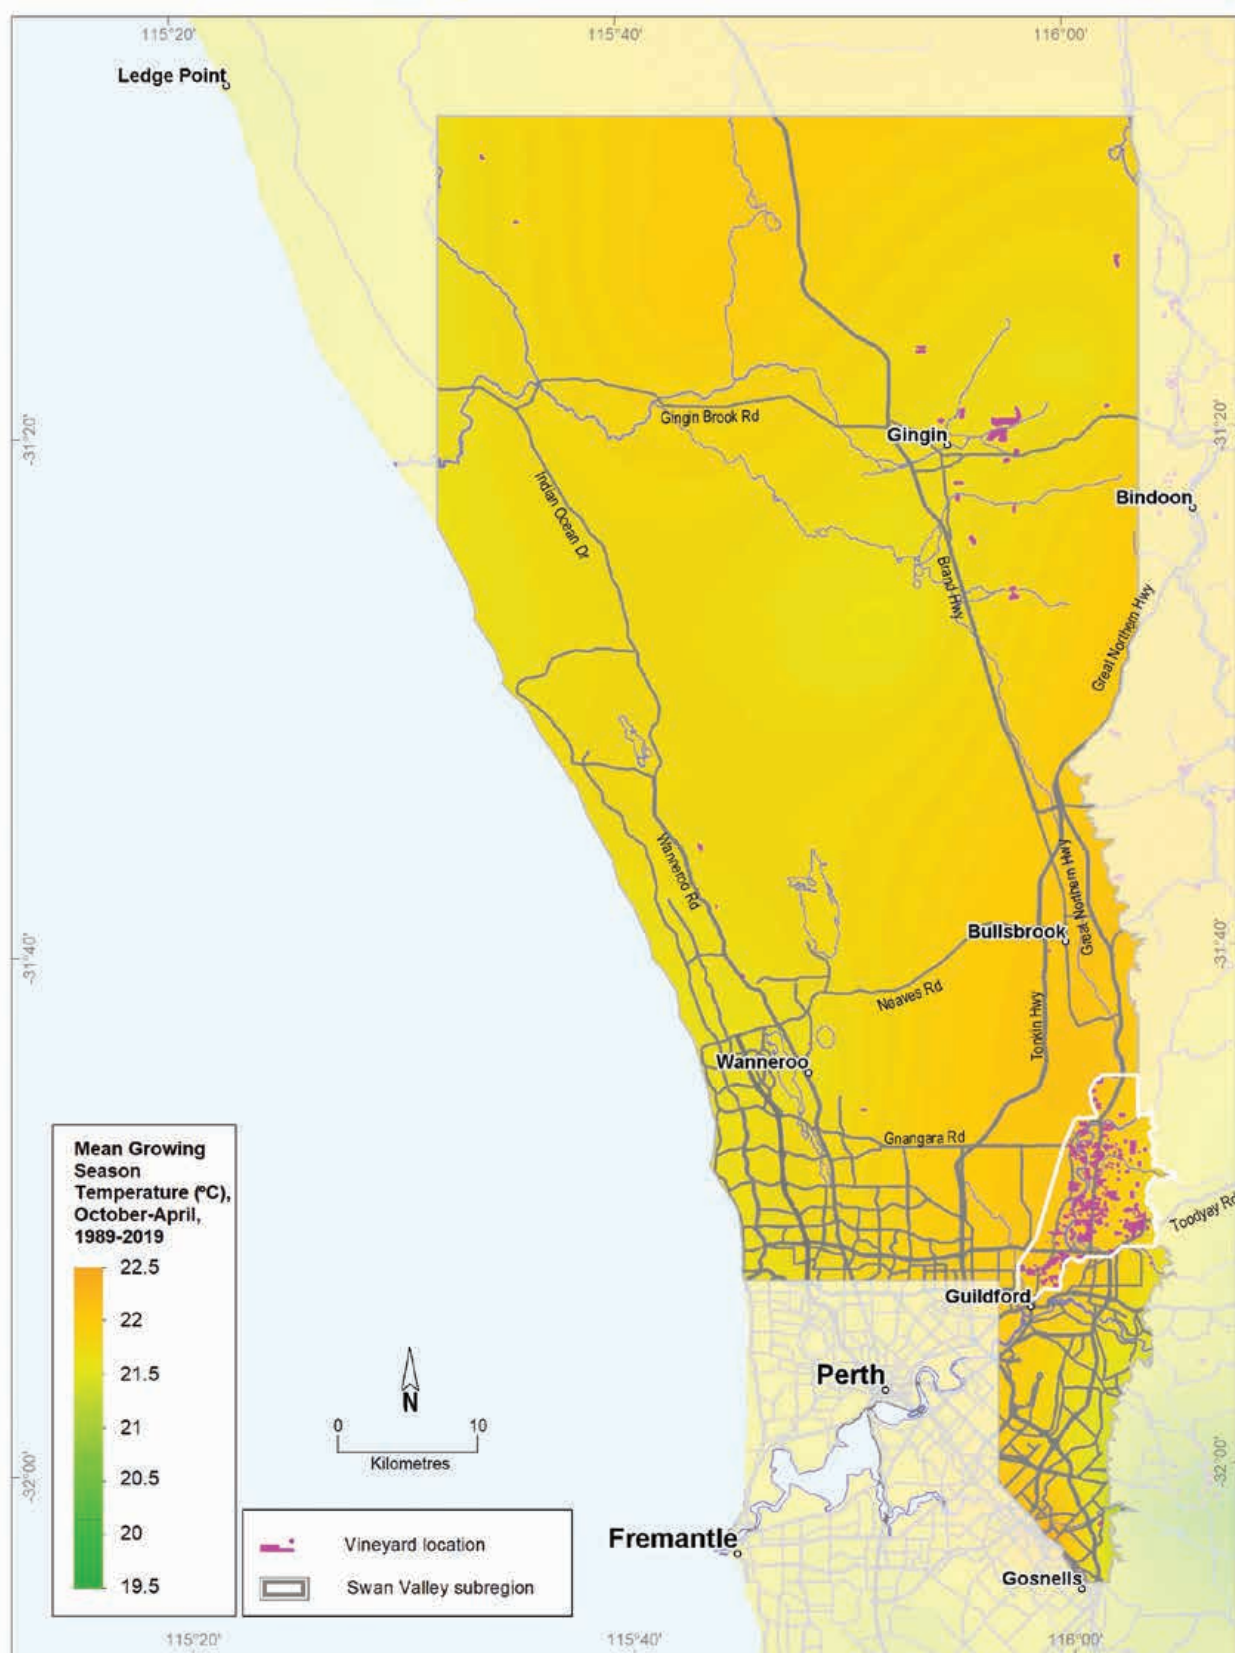 115°20'
115°40'
116°00'
Ledge Point
-31°20'
-31°20'
Gingin Brook Rd
Gingin
Indian Ocean Dr
Bindoon
Brand Hwy
Great Northern Hwy
Wanneroo Rd
Great Northern Hwy
Bullsbrook
-31°40'
-31°40'
Neaves Rd
Tonkin Hwy
Wanneroo
Gnangara Rd
Toodyay Rd
Mean Growing
Season
Temperature (°C),
October-April,
1989-2019
22.5
22
21.5
21
20.5
20
19.5
Guildford
Perth
N
0
10
Kilometres
-32°00'
-32°00'
Vineyard location
Swan Valley subregion
Fremantle
Gosnells
115°20'
115°40'
116°00'